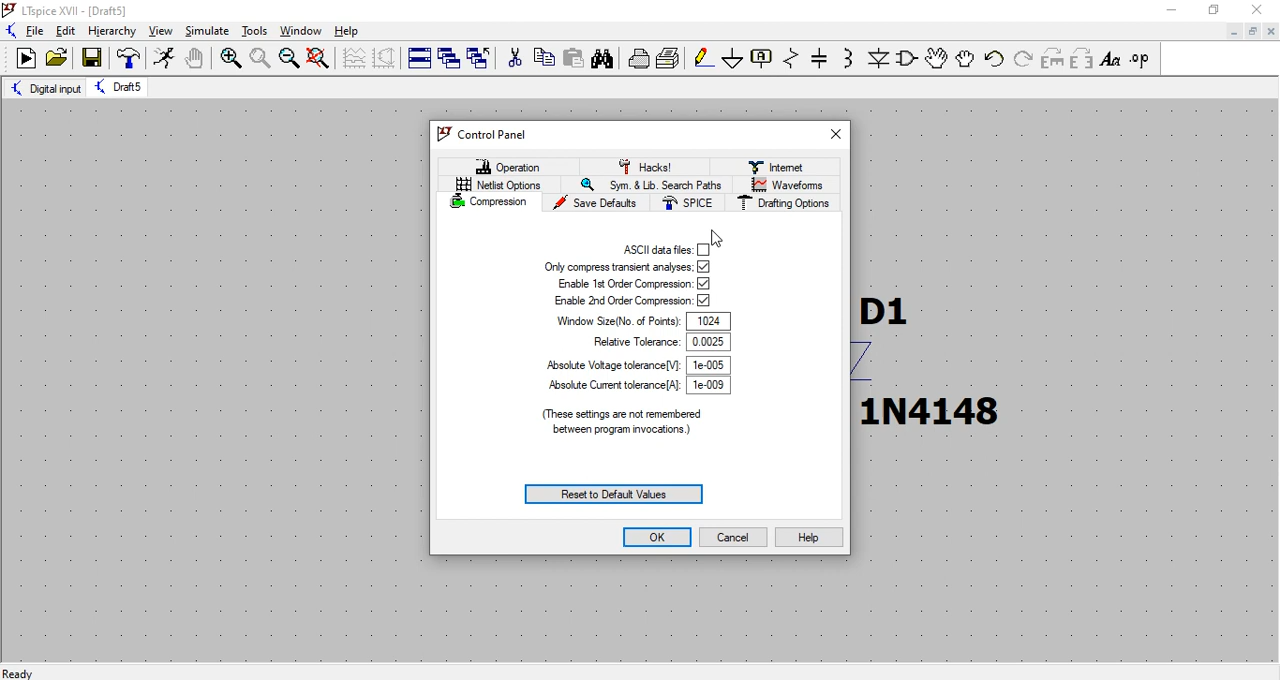 LTspice XVII - [Draft5]
File Edit Hierarchy View Simulate Tools Window Help
Aa .op
Digital input Draft5
Control Panel
Operation Hacks! Internet
Netlist Options Sym. & Lib. Search Paths Waveforms
Compression Save Defaults SPICE Drafting Options
ASCII data files:
Only compress transient analyses:
Enable 1st Order Compression:
Enable 2nd Order Compression:
Window Size(No. of Points): 1024
Relative Tolerance: 0.0025
Absolute Voltage tolerance[V]: 1e-005
Absolute Current tolerance[A]: 1e-009
(These settings are not remembered
between program invocations.)
Reset to Default Values
OK Cancel Help
D1
1N4148
Ready